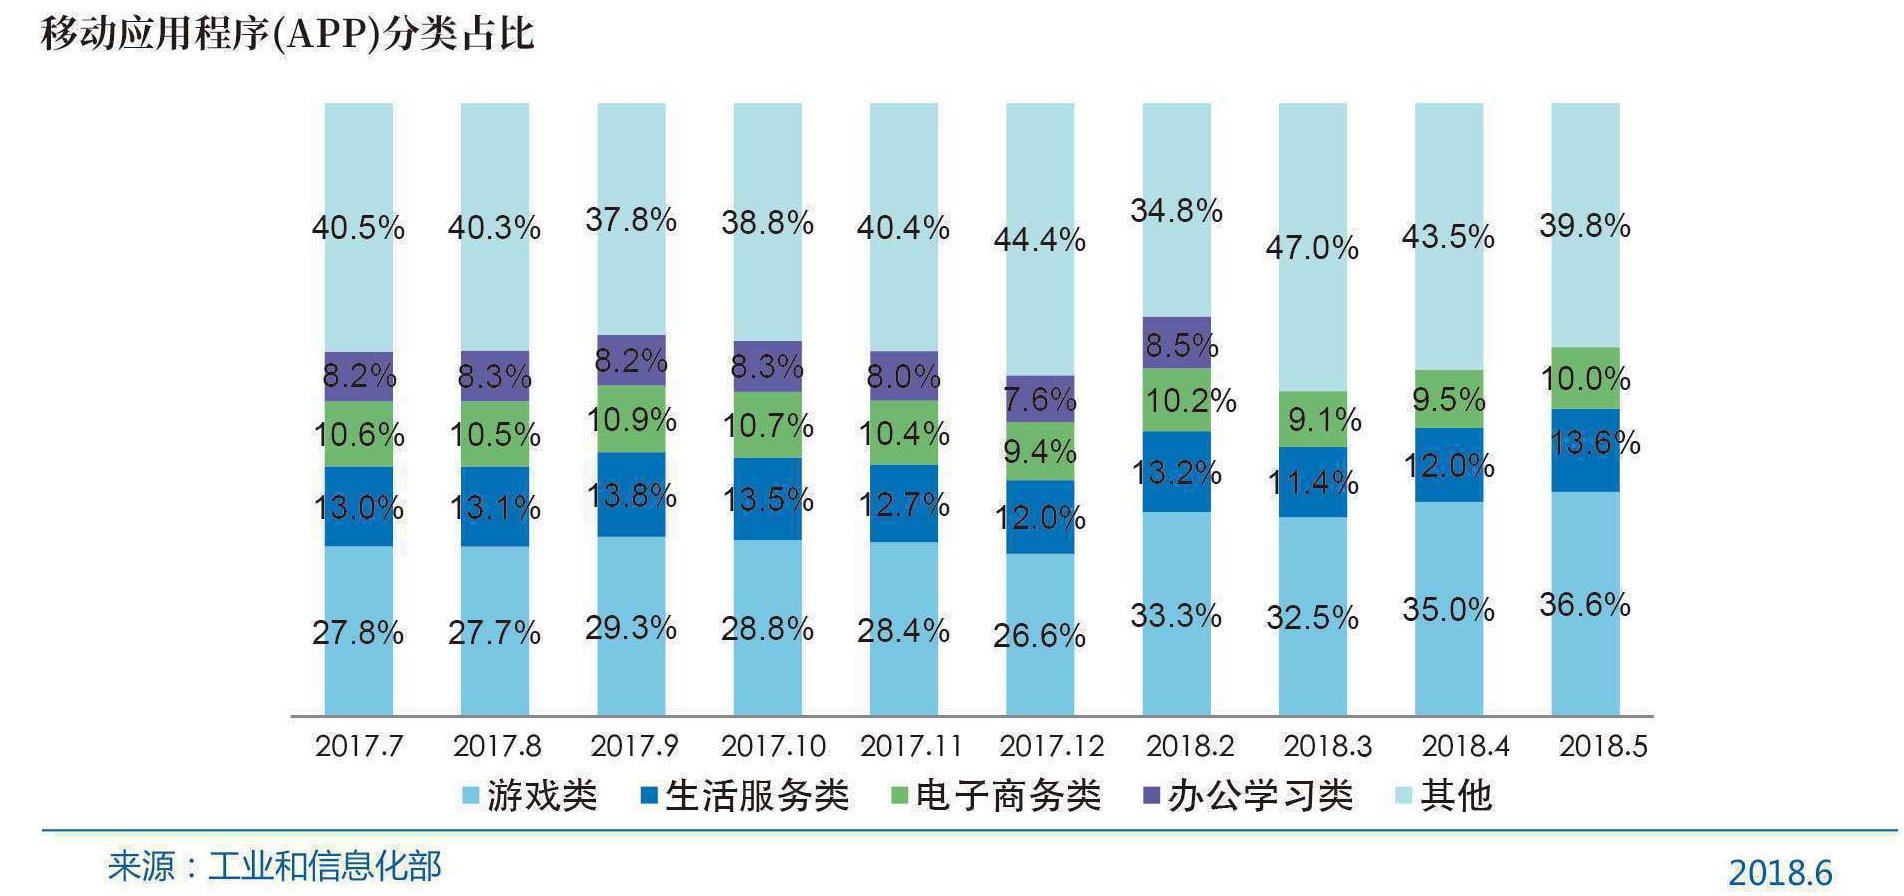 移动应用程序(APP)分类占比
40.5% 40.3% 37.8% 38.8% 40.4% 44.4% 34.8% 47.0% 43.5% 39.8%
8.2% 8.3% 8.2% 8.3% 8.0% 7.6% 8.5%
10.6% 10.5% 10.9% 10.7% 10.4% 9.4% 10.2% 9.1% 9.5% 10.0%
13.0% 13.1% 13.8% 13.5% 12.7% 12.0% 13.2% 11.4% 12.0% 13.6%
27.8% 27.7% 29.3% 28.8% 28.4% 26.6% 33.3% 32.5% 35.0% 36.6%
2017.7 2017.8 2017.9 2017.10 2017.11 2017.12 2018.2 2018.3 2018.4 2018.5
游戏类 生活服务类 电子商务类 办公学习类 其他
来源：工业和信息化部 2018.6